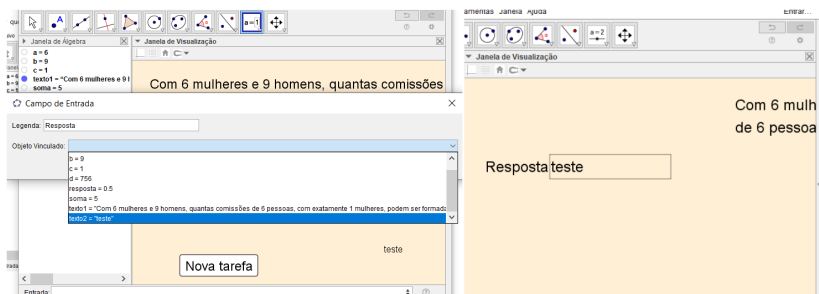 Janela de Álgebra
a = 6
b = 9
c = 1
texto1 = "Com 6 mulheres e 9 h
soma = 5
Janela de Visualização
Com 6 mulheres e 9 homens, quantas comissões
Campo de Entrada
Legenda: Resposta
Objeto Vinculado:
b = 9
c = 1
d = 756
resposta = 0.5
soma = 5
texto1 = "Com 6 mulheres e 9 homens, quantas comissões de 6 pessoas, com exatamente 1 mulheres, podem ser formada
texto2 = "teste"
teste
Nova tarefa
Entrada:
amentas Janela Ajuda
Entrar...
a=2
Janela de Visualização
Com 6 mulh
de 6 pessoa
Resposta teste